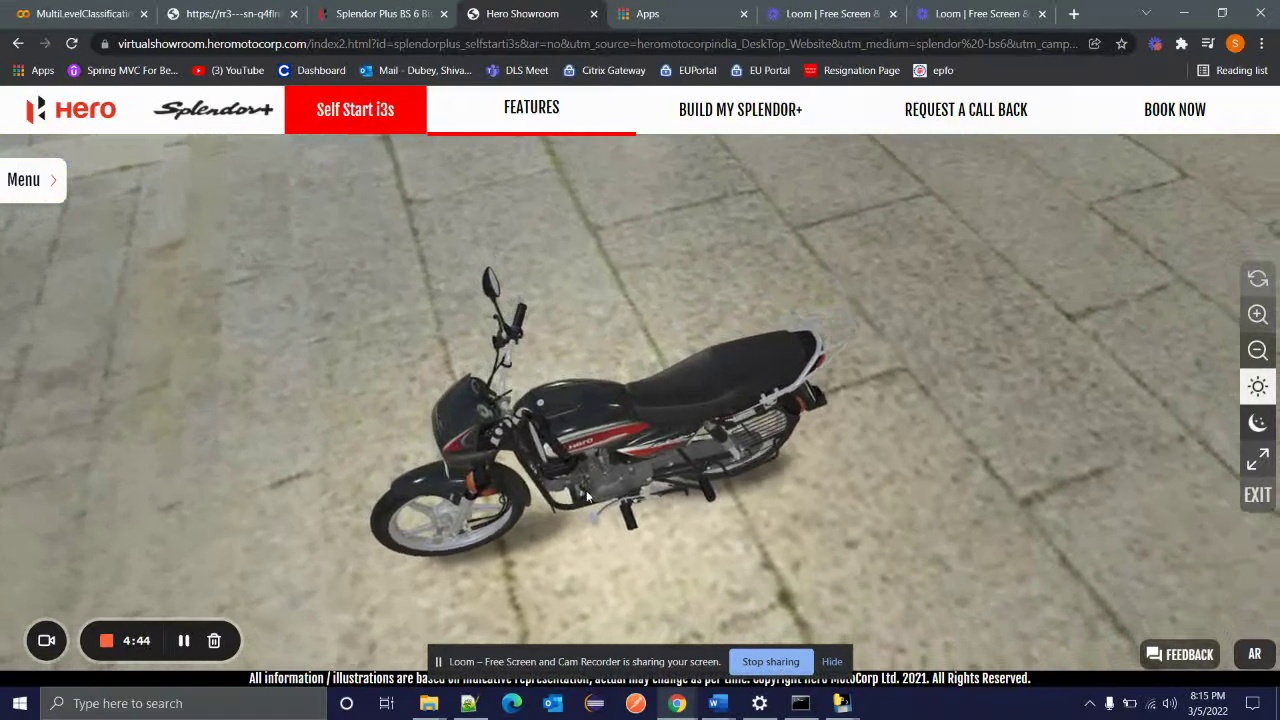 MultiLevelClassificati
https://rr3---sn-q4fln
Splendor Plus BS 6 Bi
Hero Showroom
Apps
Loom | Free Screen &
Loom | Free Screen &
virtualshowroom.heromotocorp.com/index2.html?id=splendorplus_selfstarti3s&at=no&utm_source=heromotocorpindia_DeskTop_Website&utm_medium=splendor%20-bs6&utm_camp...
Apps
Spring MVC For Be...
(3) YouTube
Dashboard
Mail - Dubey, Shiva...
DLS Meet
Citrix Gateway
EUPortal
EU Portal
Resignation Page
epfo
Reading list
HERO
Splendor+
Self Start i3s
FEATURES
BUILD MY SPLENDOR+
REQUEST A CALL BACK
BOOK NOW
Menu
HERO
EXIT
4:44
Loom – Free Screen and Cam Recorder is sharing your screen.
Stop sharing
Hide
FEEDBACK
AR
All information / illustrations are based on indicative representation, actual may change as per time. Copyright Hero MotoCorp Ltd. 2021. All Rights Reserved.
Type here to search
8:15 PM
3/5/2022